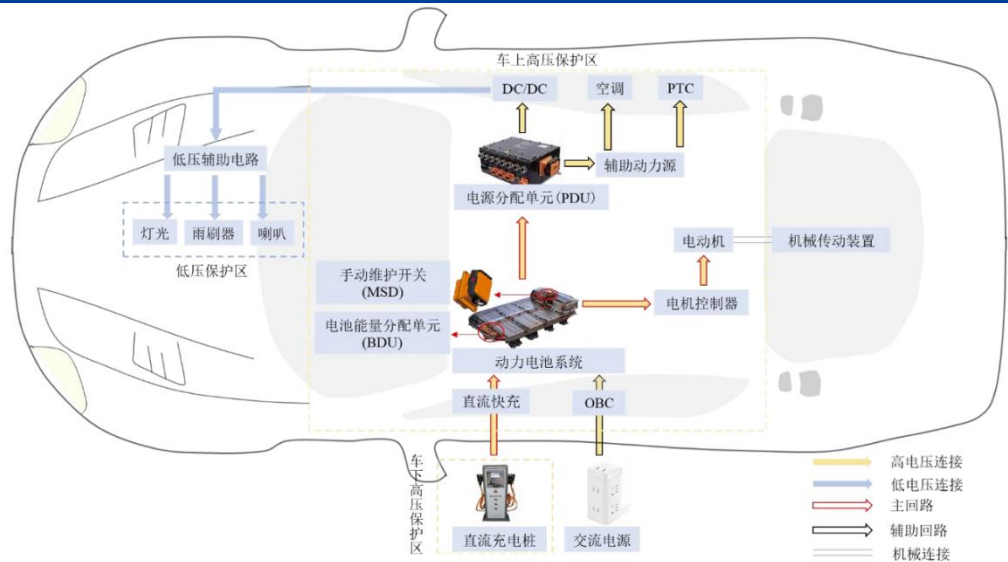 车上高压保护区
DC/DC
空调
PTC
低压辅助电路
辅助动力源
电源分配单元(PDU)
灯光
雨刷器
喇叭
低压保护区
电动机
机械传动装置
手动维护开关
(MSD)
电机控制器
电池能量分配单元
(BDU)
动力电池系统
直流快充
OBC
车下高压保护区
直流充电桩
交流电源
高电压连接
低电压连接
主回路
辅助回路
机械连接